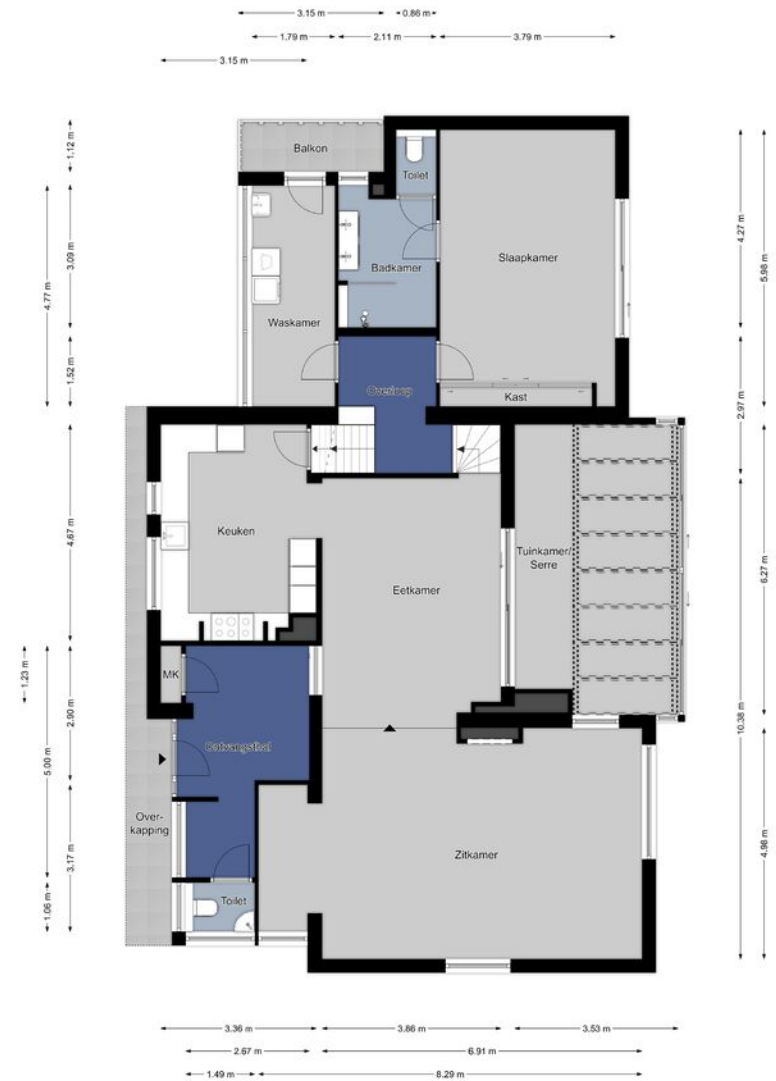 3.15 m
0.86 m
1.79 m
2.11 m
3.79 m
3.15 m
1.12 m
Balkon
Toilet
3.09 m
4.77 m
4.27 m
5.98 m
Slaapkamer
Badkamer
Waskamer
1.52 m
Overloop
Kast
2.97 m
4.67 m
Keuken
Tuinkamer/
Serre
6.27 m
Eetkamer
1.23 m
MK
2.90 m
10.38 m
5.00 m
Ontvangsthal
Over-
kapping
Zitkamer
3.17 m
4.98 m
1.06 m
Toilet
3.36 m
3.86 m
3.53 m
2.67 m
6.91 m
1.49 m
8.29 m